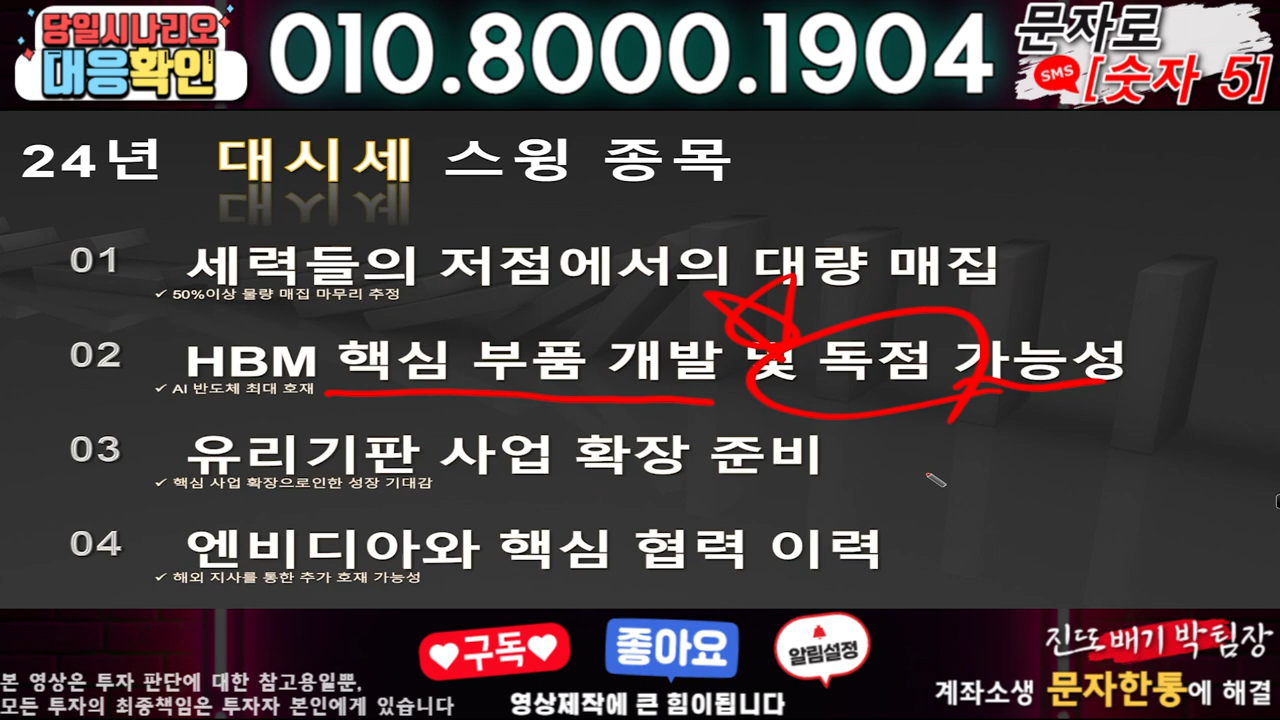 당일시나리오
대응확인
010.8000.1904
문자로
SMS [숫자 5]
24년 대시세 스윙 종목
01 세력들의 저점에서의 대량 매집
✓ 50%이상 물량 매집 마무리 추정
02 HBM 핵심 부품 개발 및 독점 가능성
✓ AI 반도체 최대 호재
03 유리기판 사업 확장 준비
✓ 핵심 사업 확장으로인한 성장 기대감
04 엔비디아와 핵심 협력 이력
✓ 해외 지사를 통한 추가 호재 가능성
구독
좋아요
알림설정
영상제작에 큰 힘이됩니다
본 영상은 투자 판단에 대한 참고용일뿐,
모든 투자의 최종책임은 투자자 본인에게 있습니다
진또배기 박팀장
계좌소생 문자한통에 해결